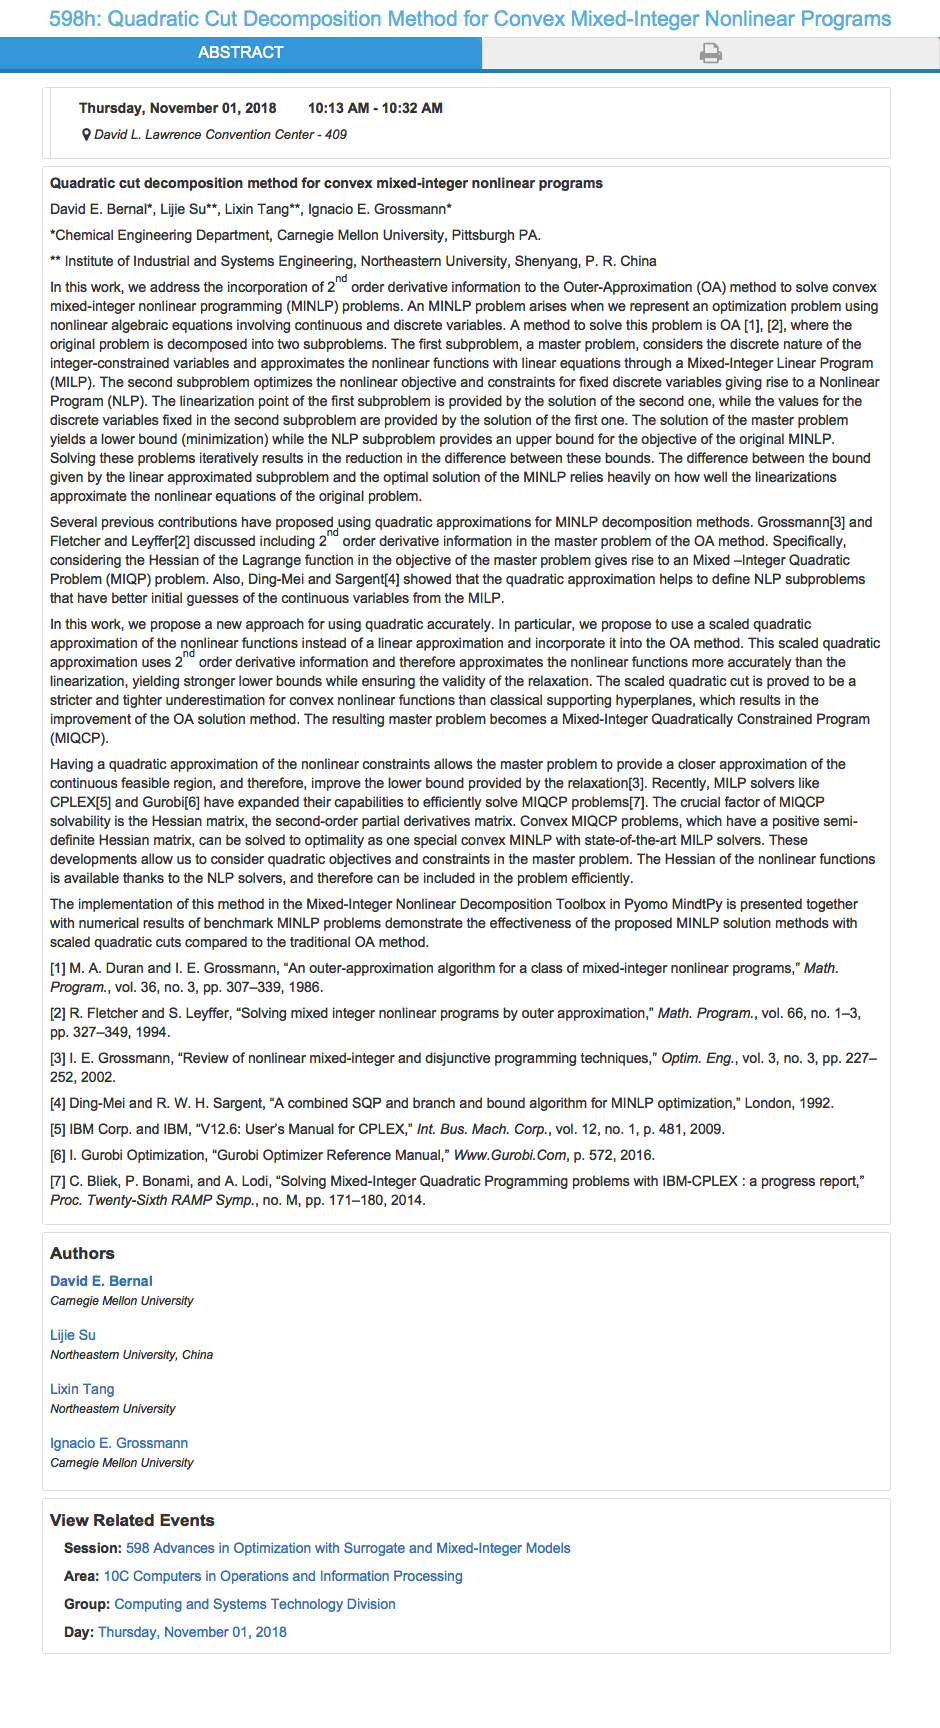 598h: Quadratic Cut Decomposition Method for Convex Mixed-Integer Nonlinear Programs
ABSTRACT
Thursday, November 01, 2018 10:13 AM - 10:32 AM
David L. Lawrence Convention Center - 409
Quadratic cut decomposition method for convex mixed-integer nonlinear programs
David E. Bernal*, Lijie Su**, Lixin Tang**, Ignacio E. Grossmann*
*Chemical Engineering Department, Carnegie Mellon University, Pittsburgh PA.
** Institute of Industrial and Systems Engineering, Northeastern University, Shenyang, P. R. China
In this work, we address the incorporation of 2nd order derivative information to the Outer-Approximation (OA) method to solve convex
mixed-integer nonlinear programming (MINLP) problems. An MINLP problem arises when we represent an optimization problem using
nonlinear algebraic equations involving continuous and discrete variables. A method to solve this problem is OA [1], [2], where the
original problem is decomposed into two subproblems. The first subproblem, a master problem, considers the discrete nature of the
integer-constrained variables and approximates the nonlinear functions with linear equations through a Mixed-Integer Linear Program
(MILP). The second subproblem optimizes the nonlinear objective and constraints for fixed discrete variables giving rise to a Nonlinear
Program (NLP). The linearization point of the first subproblem is provided by the solution of the second one, while the values for the
discrete variables fixed in the second subproblem are provided by the solution of the first one. The solution of the master problem
yields a lower bound (minimization) while the NLP subproblem provides an upper bound for the objective of the original MINLP.
Solving these problems iteratively results in the reduction in the difference between these bounds. The difference between the bound
given by the linear approximated subproblem and the optimal solution of the MINLP relies heavily on how well the linearizations
approximate the nonlinear equations of the original problem.
Several previous contributions have proposed using quadratic approximations for MINLP decomposition methods. Grossmann[3] and
Fletcher and Leyffer[2] discussed including 2nd order derivative information in the master problem of the OA method. Specifically,
considering the Hessian of the Lagrange function in the objective of the master problem gives rise to an Mixed –Integer Quadratic
Problem (MIQP) problem. Also, Ding-Mei and Sargent[4] showed that the quadratic approximation helps to define NLP subproblems
that have better initial guesses of the continuous variables from the MILP.
In this work, we propose a new approach for using quadratic accurately. In particular, we propose to use a scaled quadratic
approximation of the nonlinear functions instead of a linear approximation and incorporate it into the OA method. This scaled quadratic
approximation uses 2nd order derivative information and therefore approximates the nonlinear functions more accurately than the
linearization, yielding stronger lower bounds while ensuring the validity of the relaxation. The scaled quadratic cut is proved to be a
stricter and tighter underestimation for convex nonlinear functions than classical supporting hyperplanes, which results in the
improvement of the OA solution method. The resulting master problem becomes a Mixed-Integer Quadratically Constrained Program
(MIQCP).
Having a quadratic approximation of the nonlinear constraints allows the master problem to provide a closer approximation of the
continuous feasible region, and therefore, improve the lower bound provided by the relaxation[3]. Recently, MILP solvers like
CPLEX[5] and Gurobi[6] have expanded their capabilities to efficiently solve MIQCP problems[7]. The crucial factor of MIQCP
solvability is the Hessian matrix, the second-order partial derivatives matrix. Convex MIQCP problems, which have a positive semi-
definite Hessian matrix, can be solved to optimality as one special convex MINLP with state-of-the-art MILP solvers. These
developments allow us to consider quadratic objectives and constraints in the master problem. The Hessian of the nonlinear functions
is available thanks to the NLP solvers, and therefore can be included in the problem efficiently.
The implementation of this method in the Mixed-Integer Nonlinear Decomposition Toolbox in Pyomo MindtPy is presented together
with numerical results of benchmark MINLP problems demonstrate the effectiveness of the proposed MINLP solution methods with
scaled quadratic cuts compared to the traditional OA method.
[1] M. A. Duran and I. E. Grossmann, “An outer-approximation algorithm for a class of mixed-integer nonlinear programs,” Math.
Program., vol. 36, no. 3, pp. 307–339, 1986.
[2] R. Fletcher and S. Leyffer, “Solving mixed integer nonlinear programs by outer approximation,” Math. Program., vol. 66, no. 1–3,
pp. 327–349, 1994.
[3] I. E. Grossmann, “Review of nonlinear mixed-integer and disjunctive programming techniques,” Optim. Eng., vol. 3, no. 3, pp. 227–
252, 2002.
[4] Ding-Mei and R. W. H. Sargent, “A combined SQP and branch and bound algorithm for MINLP optimization,” London, 1992.
[5] IBM Corp. and IBM, “V12.6: User’s Manual for CPLEX,” Int. Bus. Mach. Corp., vol. 12, no. 1, p. 481, 2009.
[6] I. Gurobi Optimization, “Gurobi Optimizer Reference Manual,” Www.Gurobi.Com, p. 572, 2016.
[7] C. Bliek, P. Bonami, and A. Lodi, “Solving Mixed-Integer Quadratic Programming problems with IBM-CPLEX : a progress report,”
Proc. Twenty-Sixth RAMP Symp., no. M, pp. 171–180, 2014.
Authors
David E. Bernal
Carnegie Mellon University
Lijie Su
Northeastern University, China
Lixin Tang
Northeastern University
Ignacio E. Grossmann
Carnegie Mellon University
View Related Events
Session: 598 Advances in Optimization with Surrogate and Mixed-Integer Models
Area: 10C Computers in Operations and Information Processing
Group: Computing and Systems Technology Division
Day: Thursday, November 01, 2018